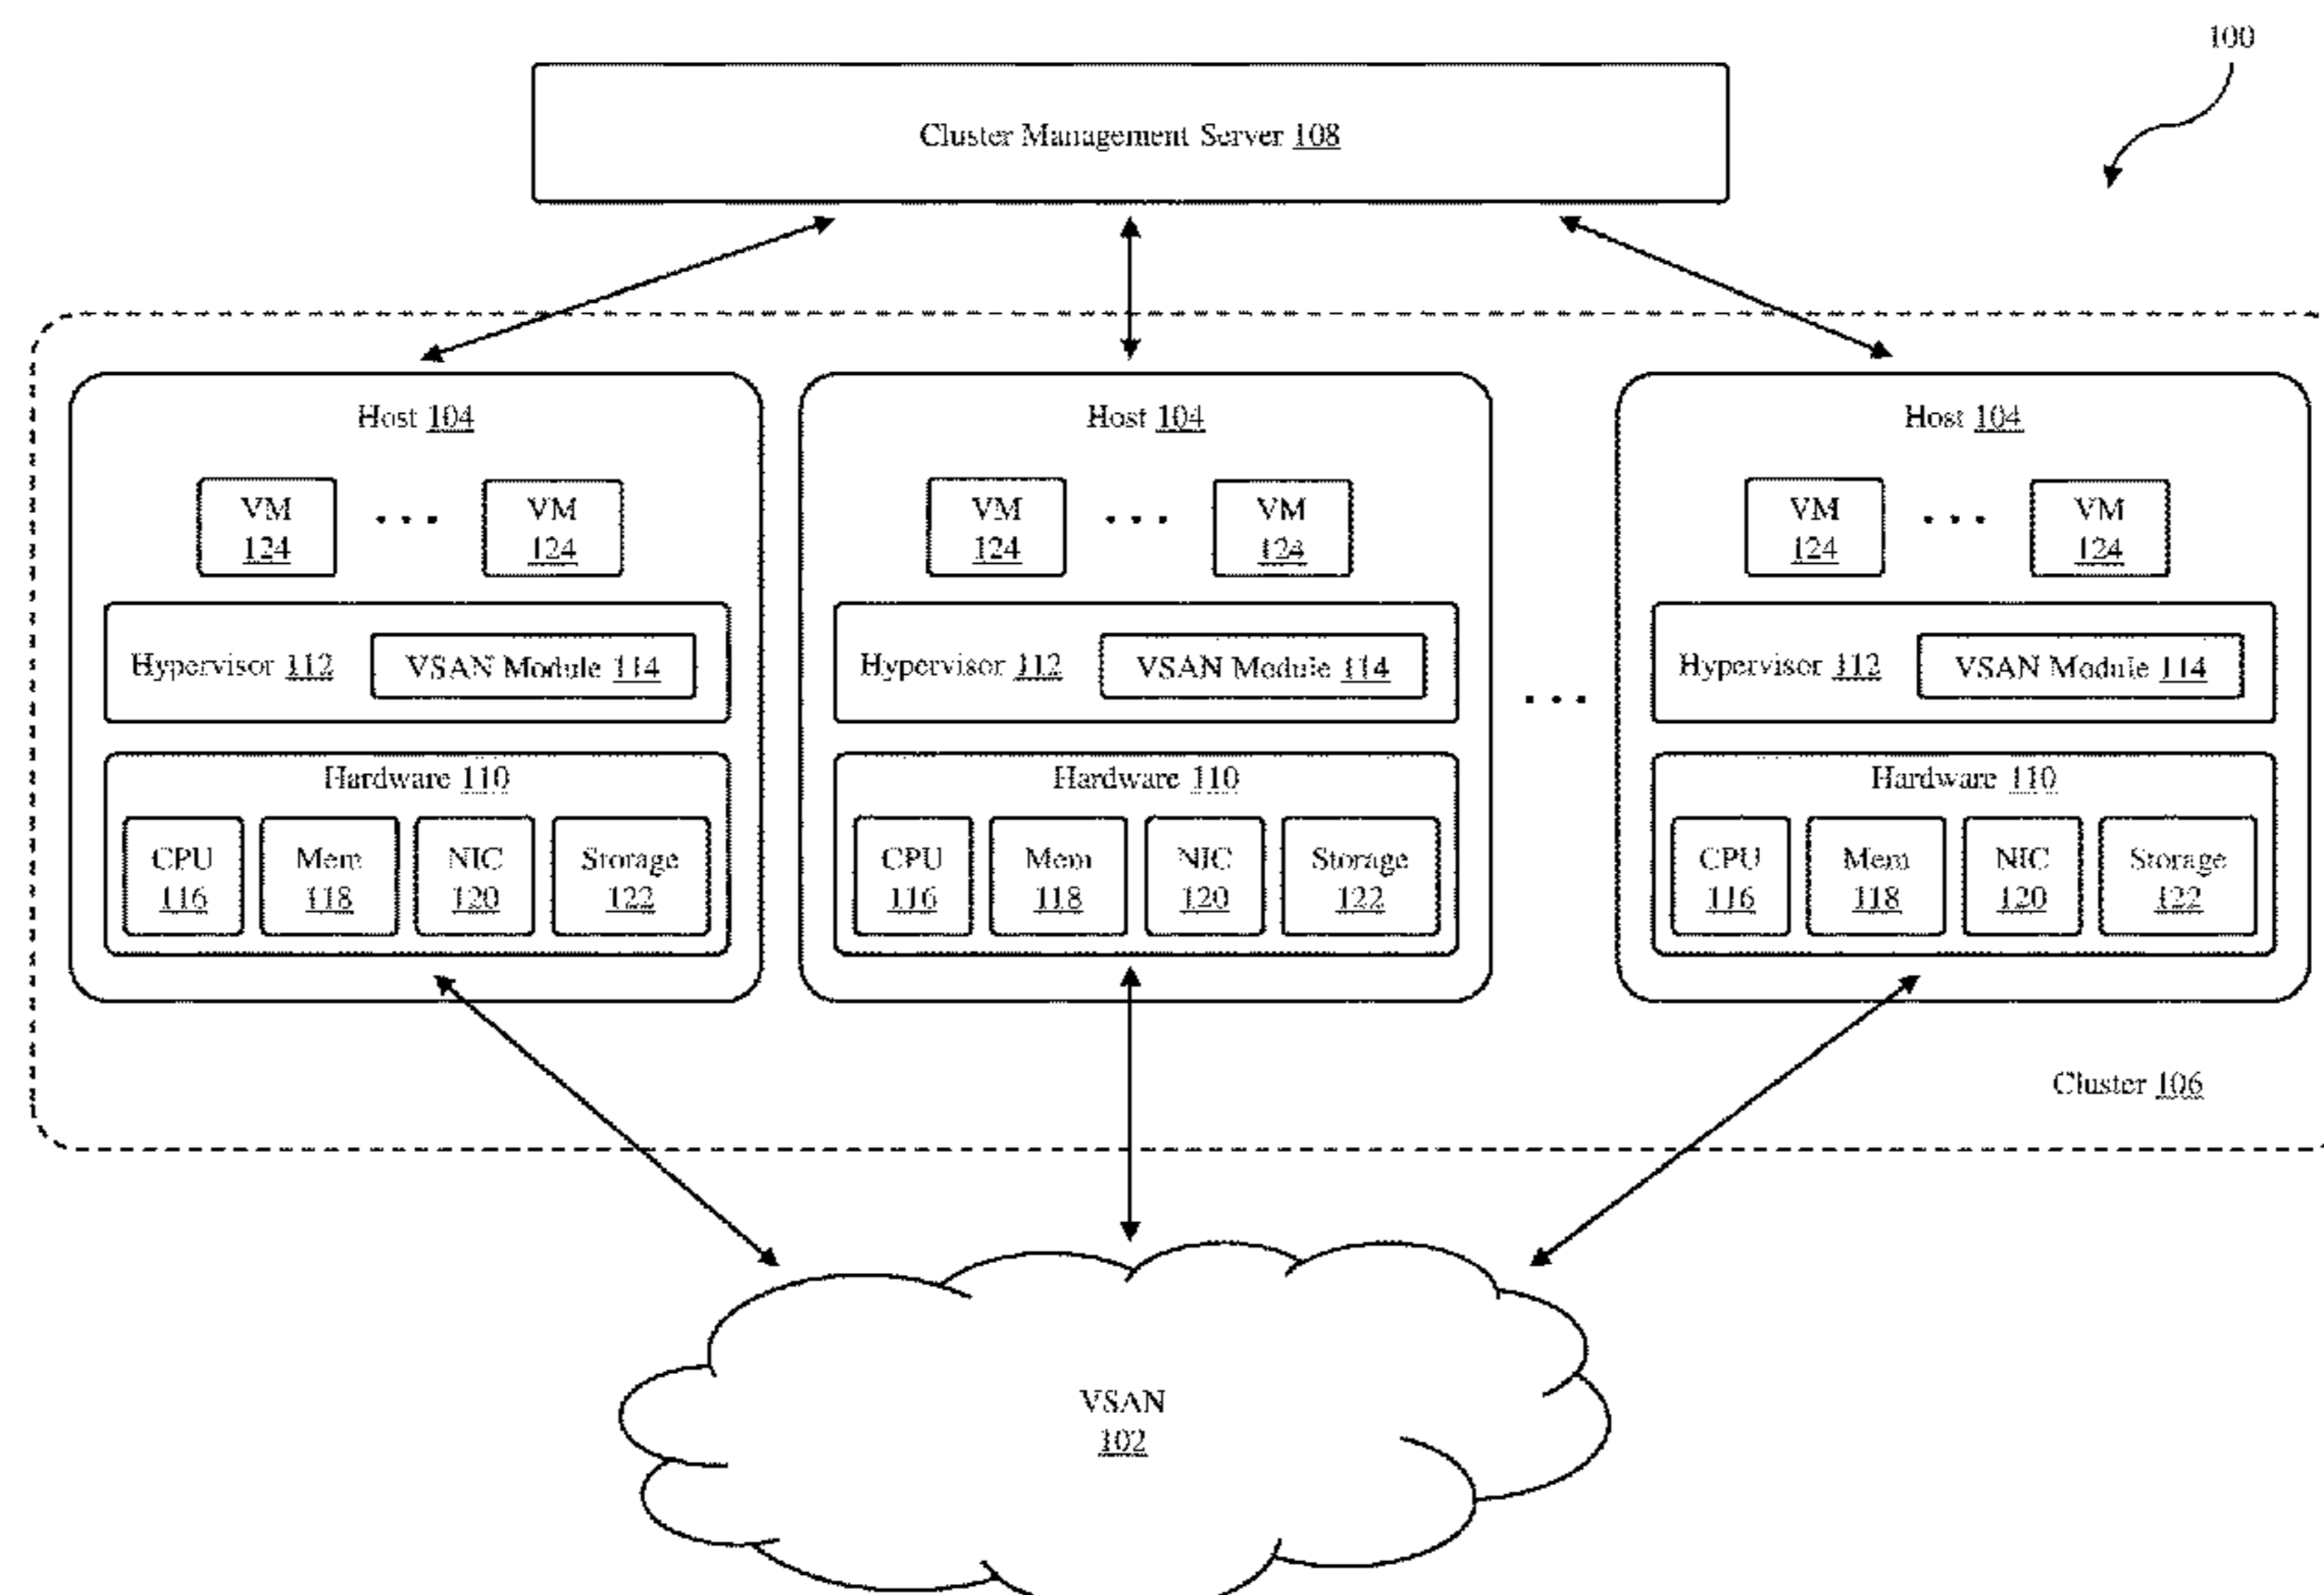 100
Cluster Management Server 108
Host 104
VM
124
...
VM
124
Hypervisor 112
VSAN Module 114
Hardware 110
CPU
116
Mem
118
NIC
120
Storage
122
Host 104
VM
124
...
VM
124
Hypervisor 112
VSAN Module 114
Hardware 110
CPU
116
Mem
118
NIC
120
Storage
122
...
Host 104
VM
124
...
VM
124
Hypervisor 112
VSAN Module 114
Hardware 110
CPU
116
Mem
118
NIC
120
Storage
122
Cluster 106
VSAN
102